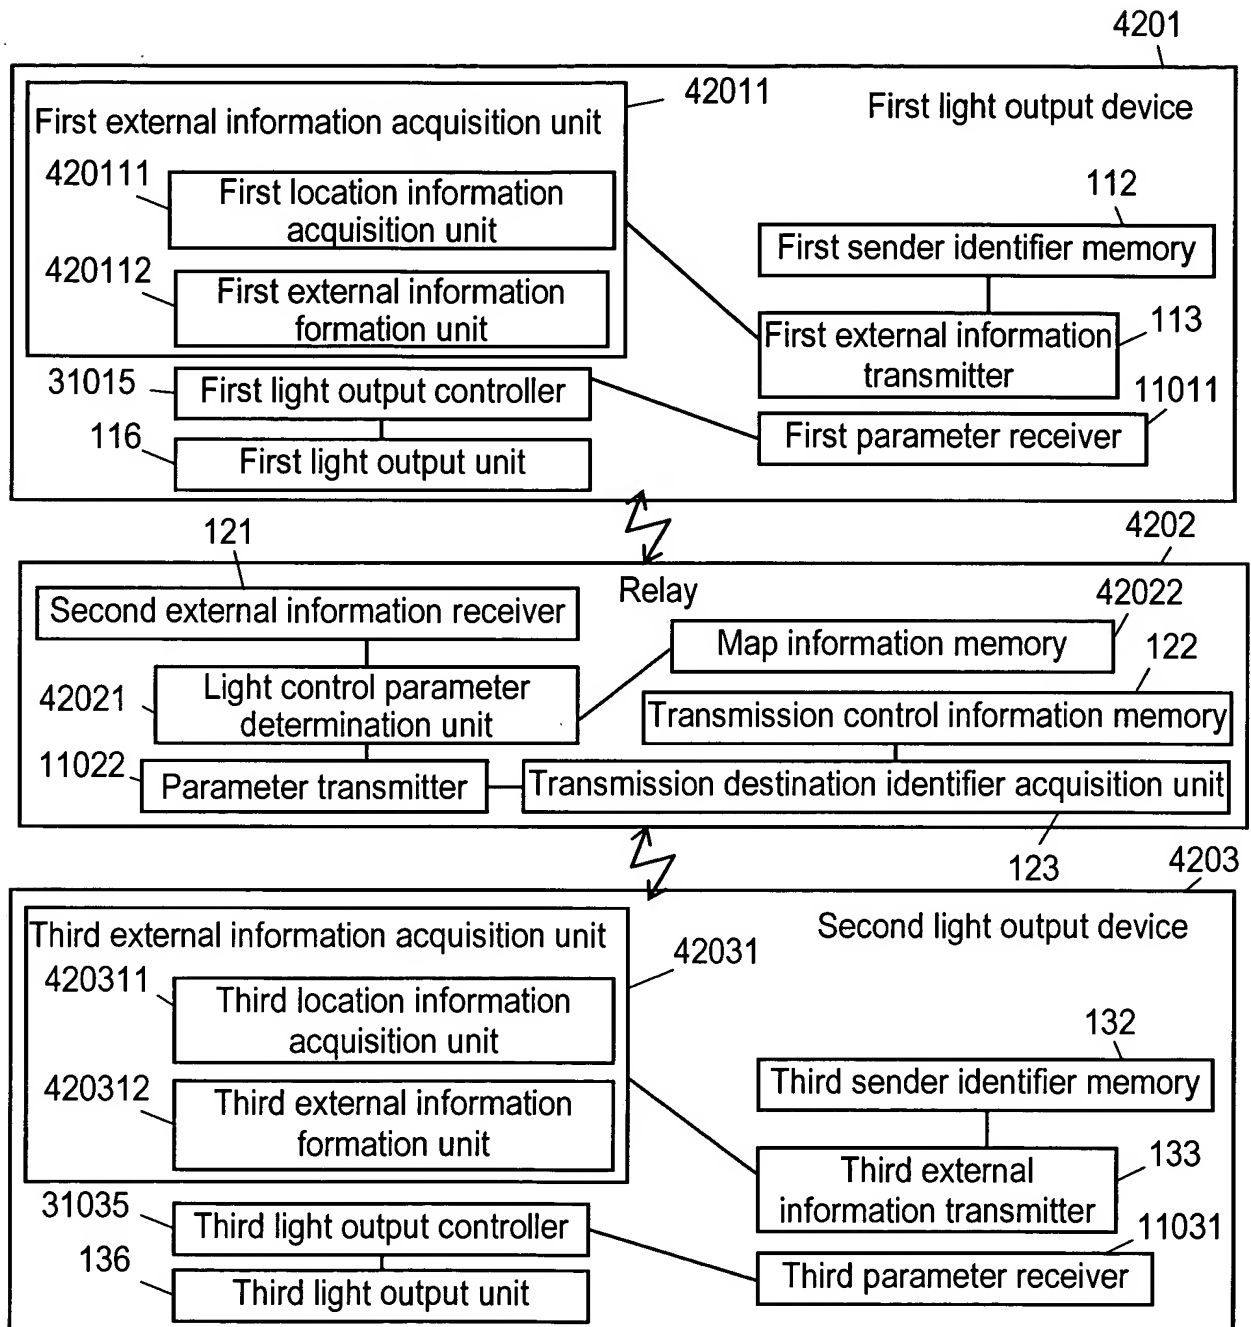 4201
42011
First external information acquisition unit
First light output device
420111
First location information
acquisition unit
112
First sender identifier memory
420112
First external information
formation unit
First external information
transmitter
113
31015
First light output controller
11011
116
First light output unit
First parameter receiver
121
4202
Second external information receiver
Relay
42022
Map information memory
122
42021
Light control parameter
determination unit
Transmission control information memory
11022
Parameter transmitter
Transmission destination identifier acquisition unit
123
4203
Third external information acquisition unit
Second light output device
42031
420311
Third location information
acquisition unit
132
Third sender identifier memory
420312
Third external information
formation unit
Third external
information transmitter
133
31035
Third light output controller
11031
136
Third light output unit
Third parameter receiver